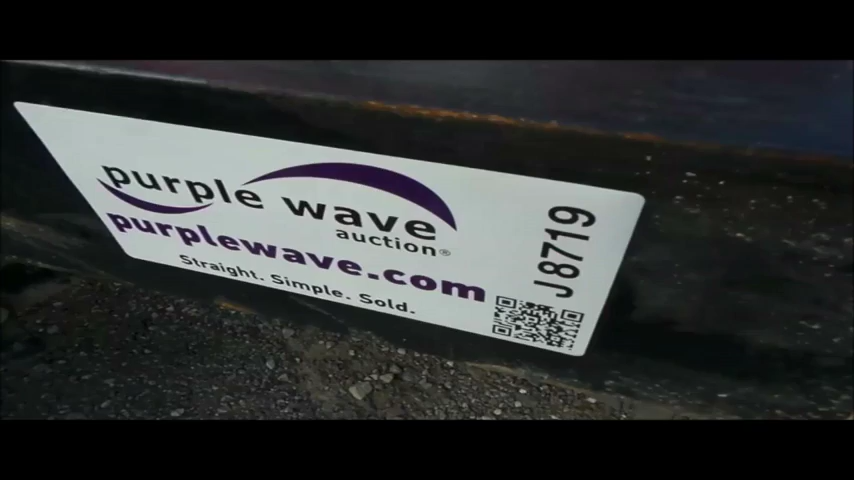 purple wave
auction®
purplewave.com
Straight. Simple. Sold.
J8719